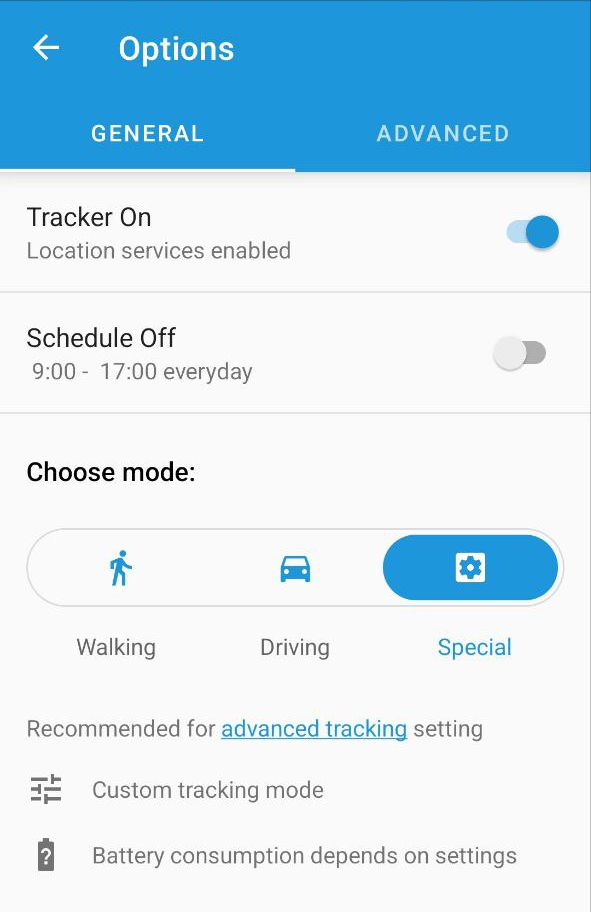 Options
GENERAL ADVANCED
Tracker On
Location services enabled
Schedule Off
9:00 - 17:00 everyday
Choose mode:
Walking Driving Special
Recommended for advanced tracking setting
Custom tracking mode
?
Battery consumption depends on settings